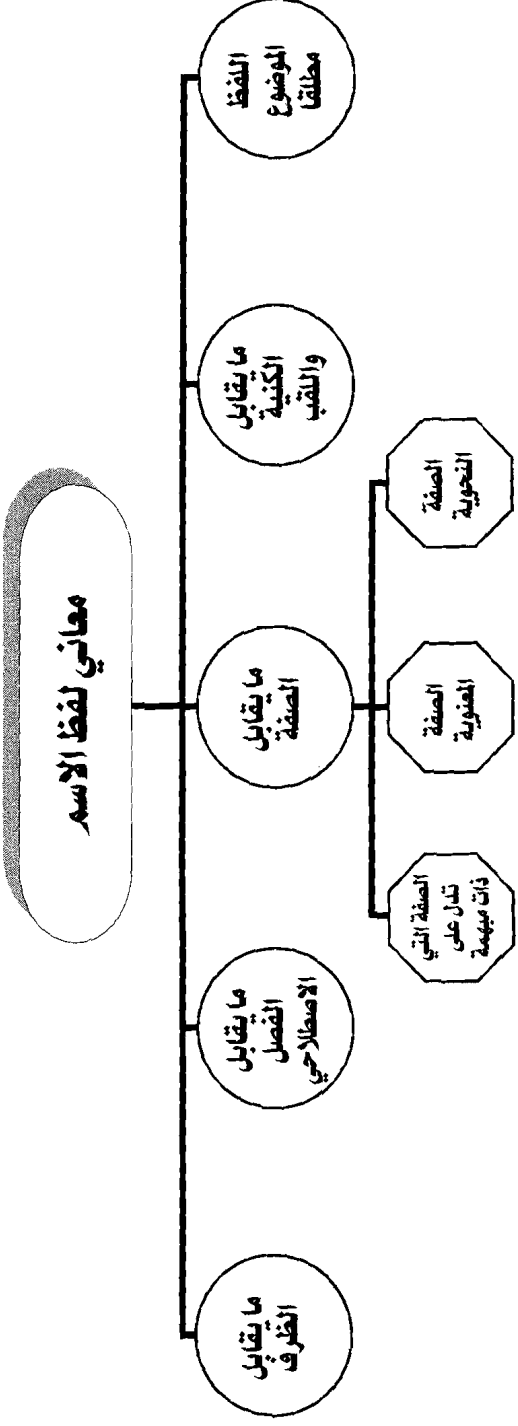 معاني لفظ الاسم
اللفظ
الموضوع
مطلقا
ما يقابل
الكنية
واللقب
ما يقابل
الصفة
ما يقابل
الفعل
الاصطلاحي
ما يقابل
الظرف
الصفة
النحوية
الصفة
المعنوية
الصفة التي
تدل على
ذات مبهمة